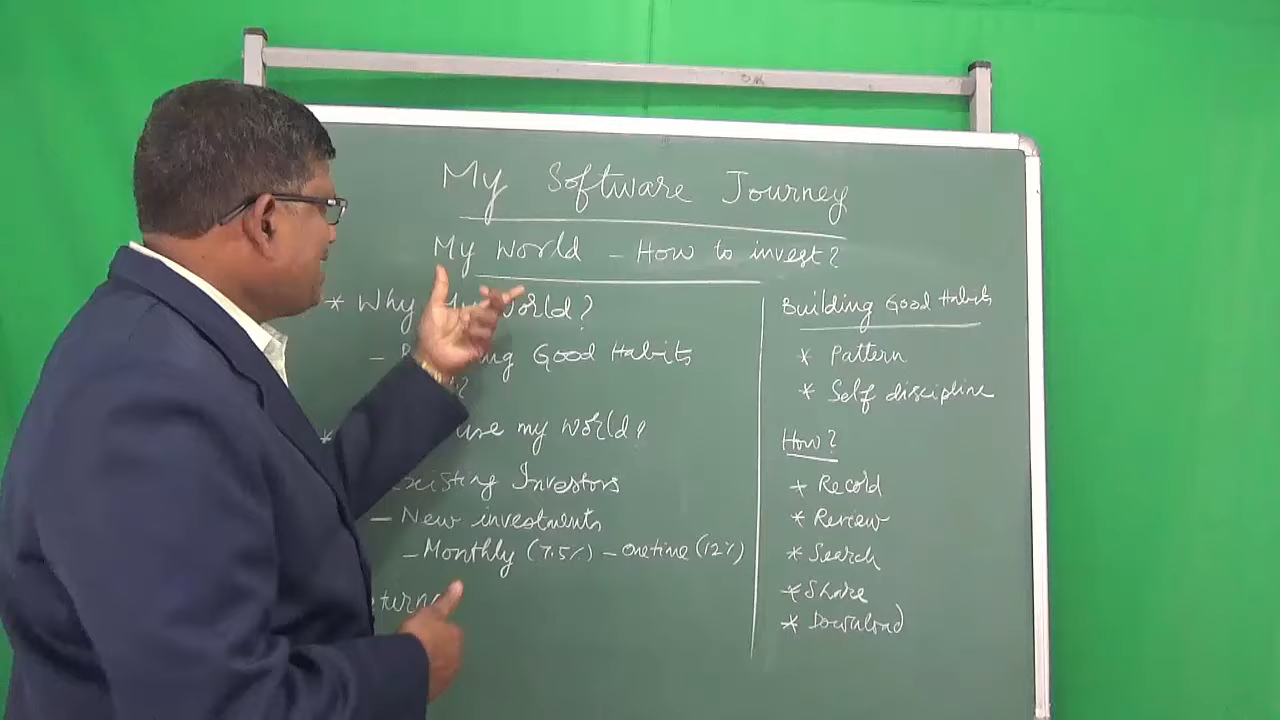 My Software Journey
My World - How to invest?
* Why My World?
- Good Habits
* use my world?
Existing Investors
- New investments
- Monthly (7.5%) - onetime (12%)
Building Good Habits
* Pattern
* Self discipline
How?
* Record
* Review
* Search
* Share
* Download